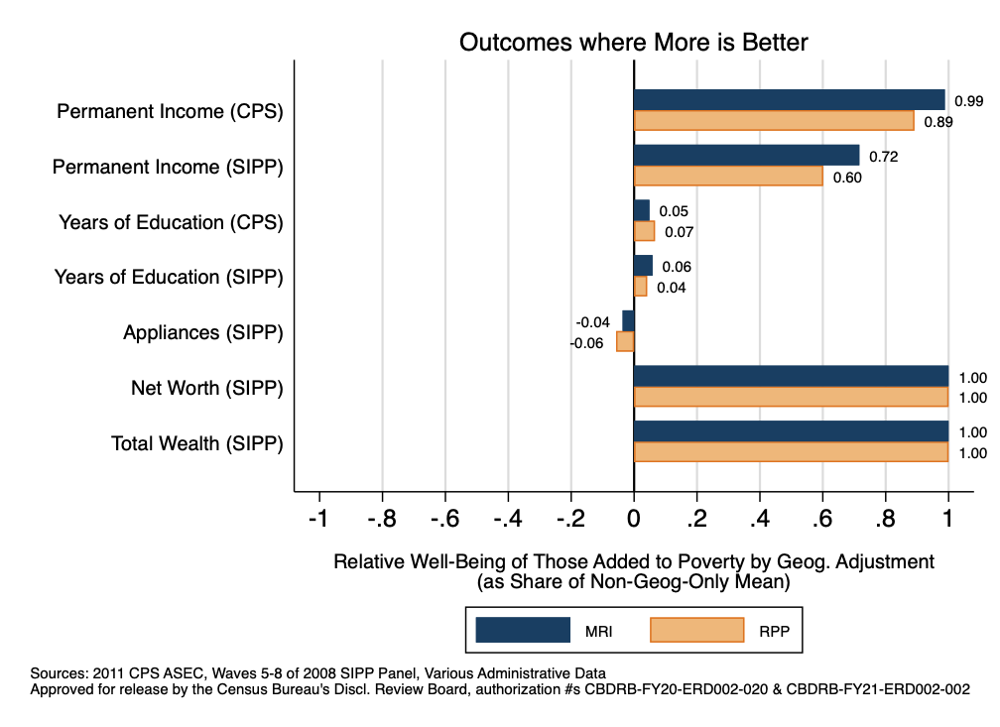 Outcomes where More is Better
Permanent Income (CPS)
0.99
0.89
Permanent Income (SIPP)
0.72
0.60
Years of Education (CPS)
0.05
0.07
Years of Education (SIPP)
0.06
0.04
Appliances (SIPP)
-0.04
-0.06
Net Worth (SIPP)
1.00
1.00
Total Wealth (SIPP)
1.00
1.00
-1 -.8 -.6 -.4 -.2 0 .2 .4 .6 .8 1
Relative Well-Being of Those Added to Poverty by Geog. Adjustment
(as Share of Non-Geog-Only Mean)
MRI RPP
Sources: 2011 CPS ASEC, Waves 5-8 of 2008 SIPP Panel, Various Administrative Data
Approved for release by the Census Bureau's Discl. Review Board, authorization #s CBDRB-FY20-ERD002-020 & CBDRB-FY21-ERD002-002